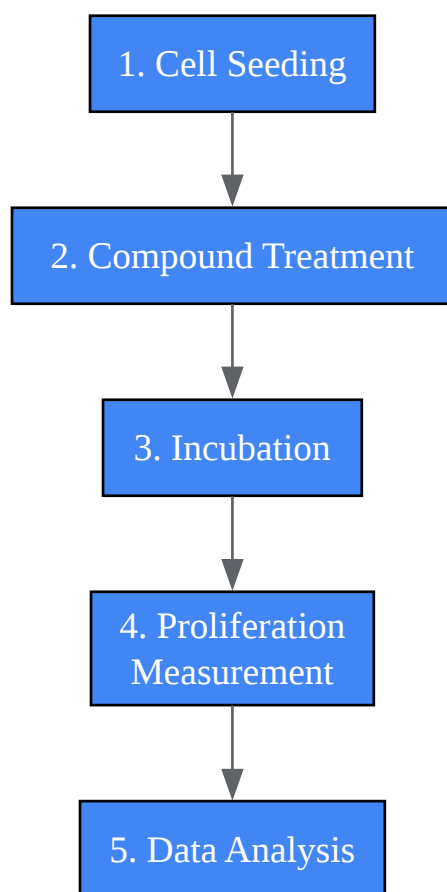 1. Cell Seeding
2. Compound Treatment
3. Incubation
4. Proliferation
Measurement
5. Data Analysis